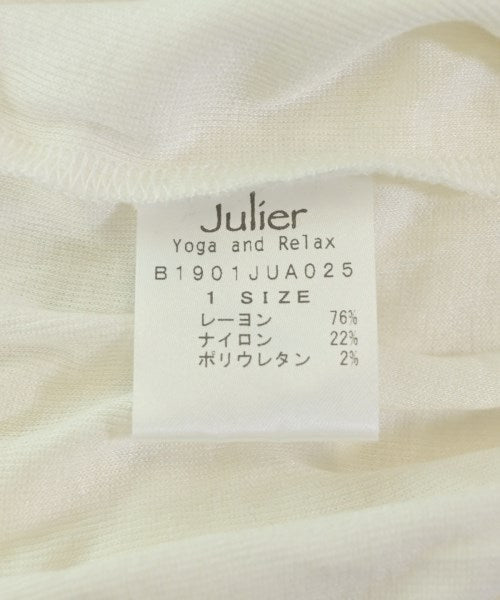 Julier
Yoga and Relax
B1901JUA025
1 SIZE
レーヨン 76%
ナイロン 22%
ポリウレタン 2%